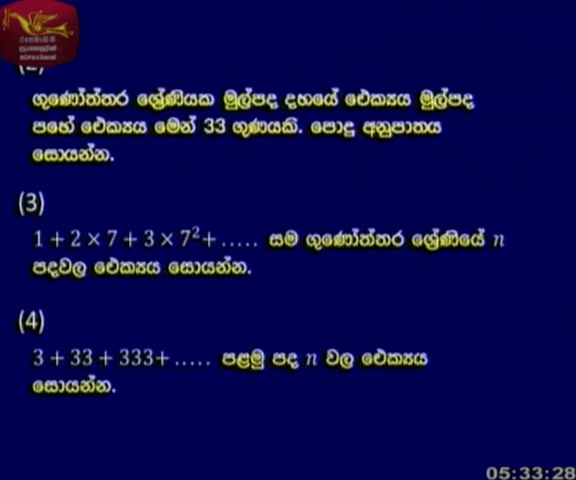 (2)
ගුණෝත්තර ශ්‍රේණියක මුල්පද දහයේ ඓක්‍යය මුල්පද
පහේ ඓක්‍යය මෙන් 33 ගුණයකි. පොදු අනුපාතය
සොයන්න.
(3)
1 + 2 × 7 + 3 × 7²+ ..... සම ගුණෝත්තර ශ්‍රේණියේ n
පදවල ඓක්‍යය සොයන්න.
(4)
3 + 33 + 333+ ..... පළමු පද n වල ඓක්‍යය
සොයන්න.
05:33:28